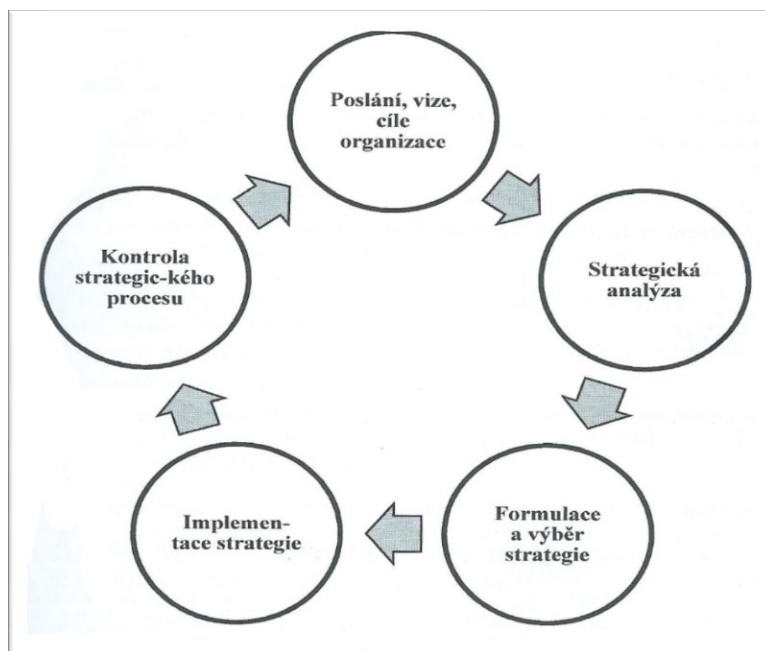 Poslání, vize,
cíle
organizace
Strategická
analýza
Formulace
a výběr
strategie
Implemen-
tace strategie
Kontrola
strategic-kého
procesu